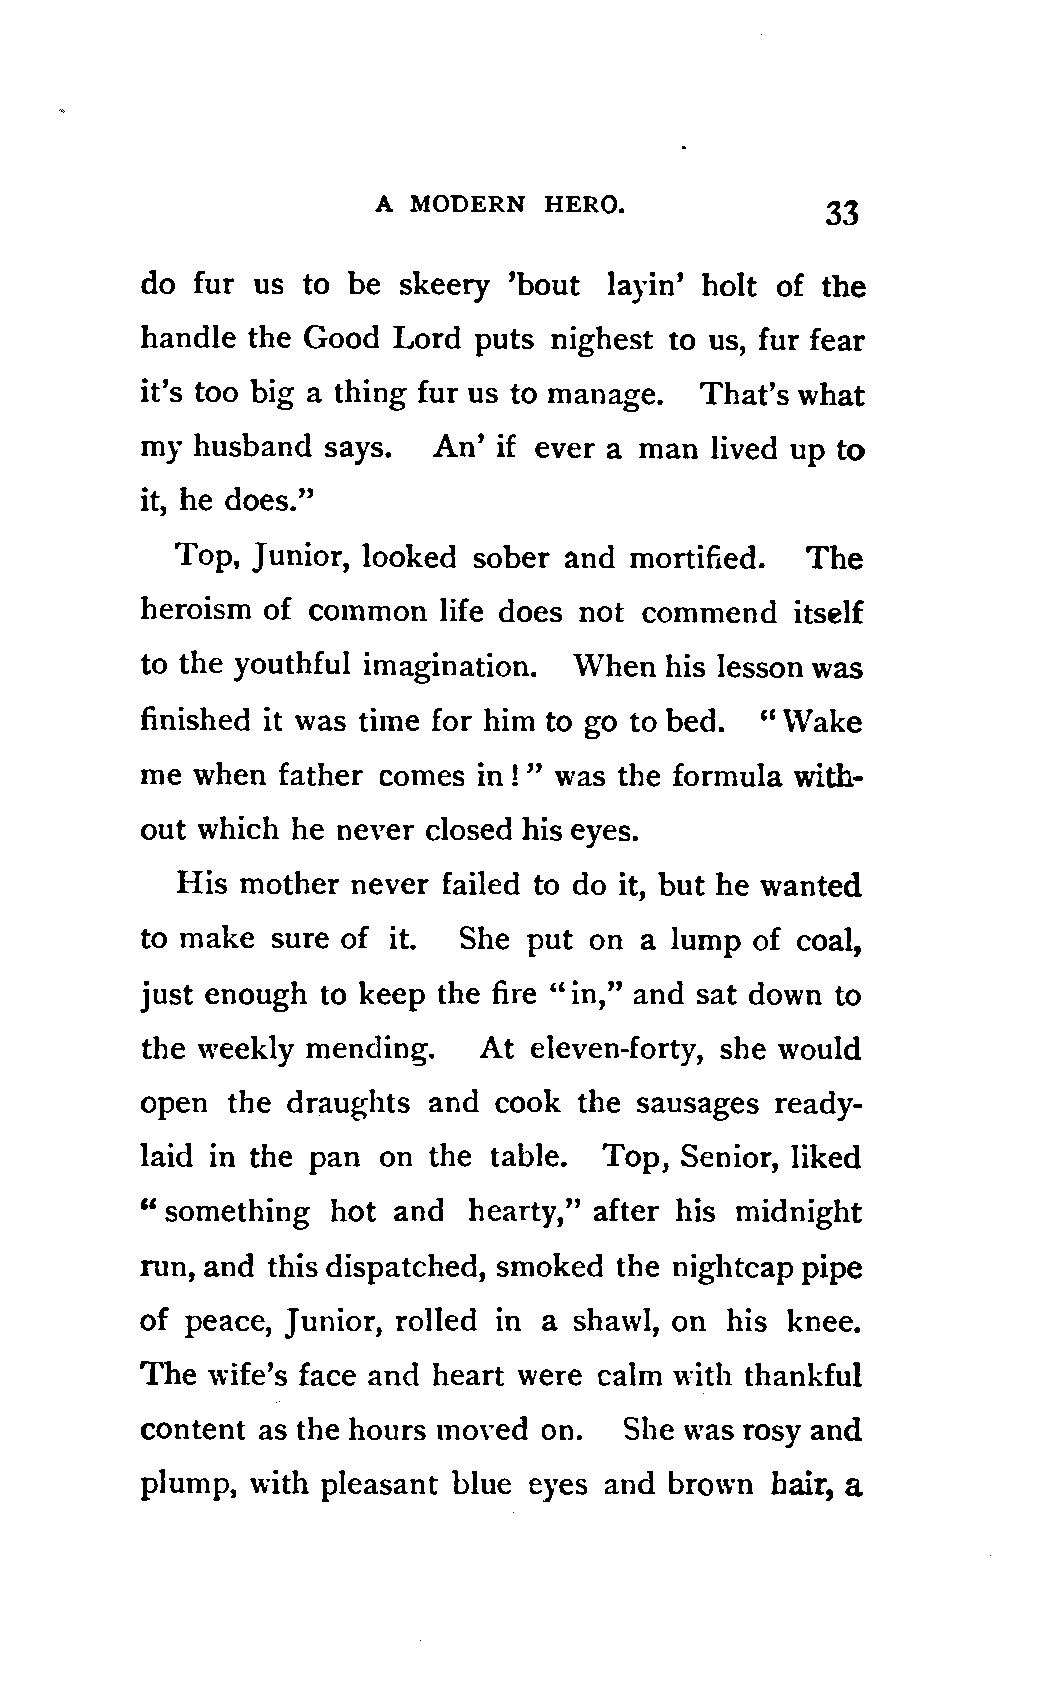 A MODERN HERO. 33
do fur us to be skeery 'bout layin' holt of the
handle the Good Lord puts nighest to us, fur fear
it's too big a thing fur us to manage. That's what
my husband says. An' if ever a man lived up to
it, he does."
Top, Junior, looked sober and mortified. The
heroism of common life does not commend itself
to the youthful imagination. When his lesson was
finished it was time for him to go to bed. "Wake
me when father comes in!" was the formula with-
out which he never closed his eyes.
His mother never failed to do it, but he wanted
to make sure of it. She put on a lump of coal,
just enough to keep the fire "in," and sat down to
the weekly mending. At eleven-forty, she would
open the draughts and cook the sausages ready-
laid in the pan on the table. Top, Senior, liked
"something hot and hearty," after his midnight
run, and this dispatched, smoked the nightcap pipe
of peace, Junior, rolled in a shawl, on his knee.
The wife's face and heart were calm with thankful
content as the hours moved on. She was rosy and
plump, with pleasant blue eyes and brown hair, a